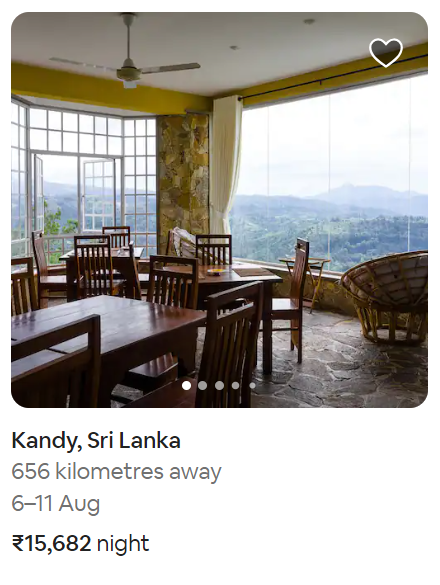 Kandy, Sri Lanka
656 kilometres away
6–11 Aug
₹15,682 night